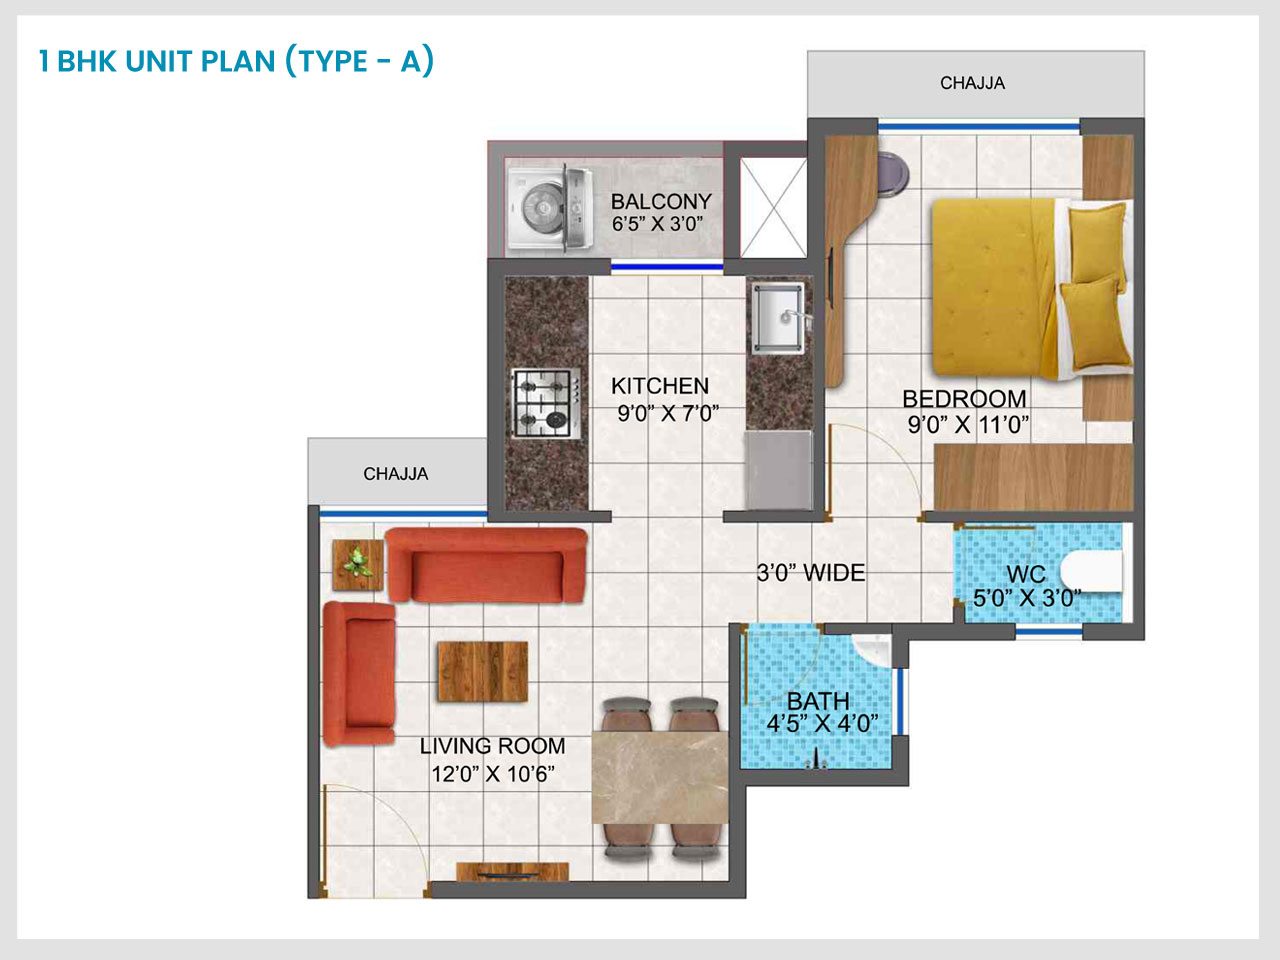 1 BHK UNIT PLAN (TYPE - A)
CHAJJA
BALCONY
6'5” X 3'0”
KITCHEN
9'0” X 7'0”
BEDROOM
9'0” X 11'0”
CHAJJA
3'0” WIDE
WC
5'0” X 3'0”
BATH
4'5” X 4'0”
LIVING ROOM
12'0” X 10'6”